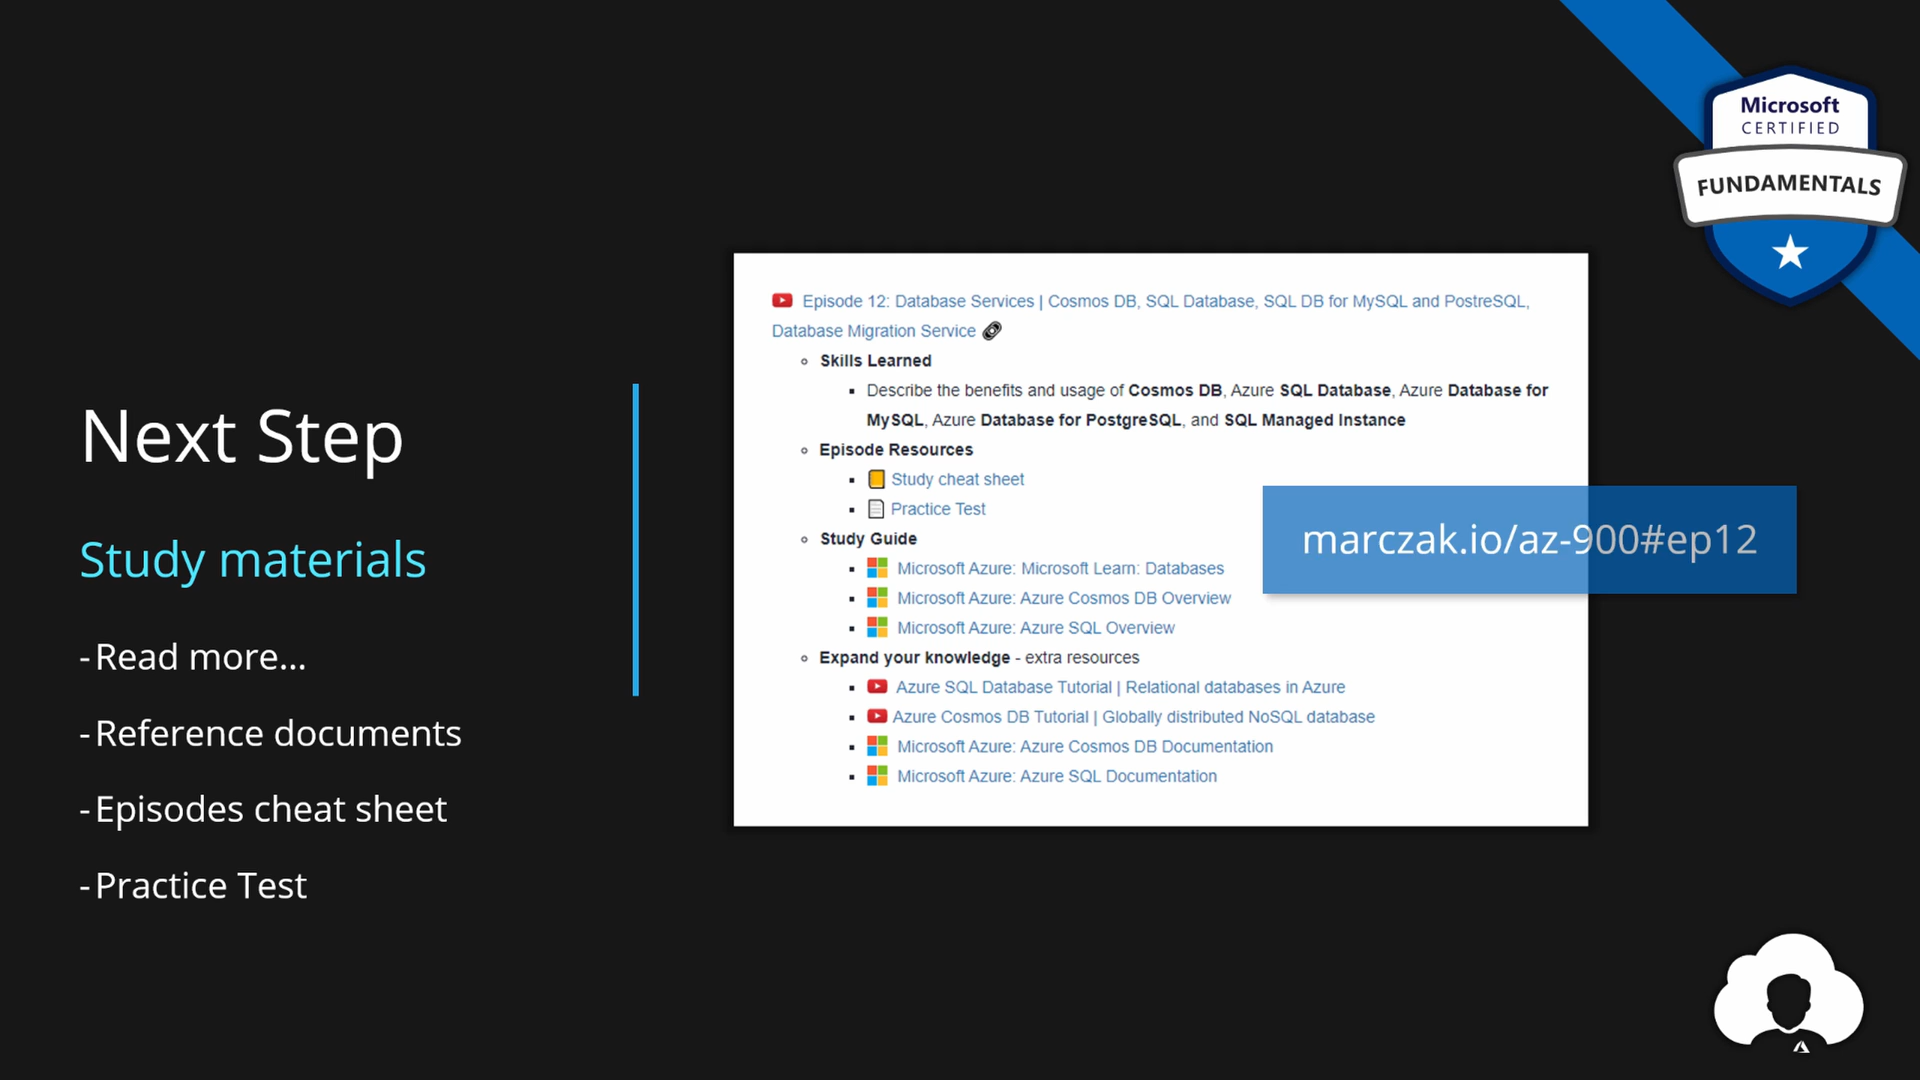 Microsoft
CERTIFIED
FUNDAMENTALS
Next Step
Study materials
-Read more...
-Reference documents
-Episodes cheat sheet
-Practice Test
Episode 12: Database Services | Cosmos DB, SQL Database, SQL DB for MySQL and PostreSQL,
Database Migration Service
Skills Learned
Describe the benefits and usage of Cosmos DB, Azure SQL Database, Azure Database for
MySQL, Azure Database for PostgreSQL, and SQL Managed Instance
Episode Resources
Study cheat sheet
Practice Test
Study Guide
Microsoft Azure: Microsoft Learn: Databases
Microsoft Azure: Azure Cosmos DB Overview
Microsoft Azure: Azure SQL Overview
Expand your knowledge - extra resources
Azure SQL Database Tutorial | Relational databases in Azure
Azure Cosmos DB Tutorial | Globally distributed NoSQL database
Microsoft Azure: Azure Cosmos DB Documentation
Microsoft Azure: Azure SQL Documentation
marczak.io/az-900#ep12